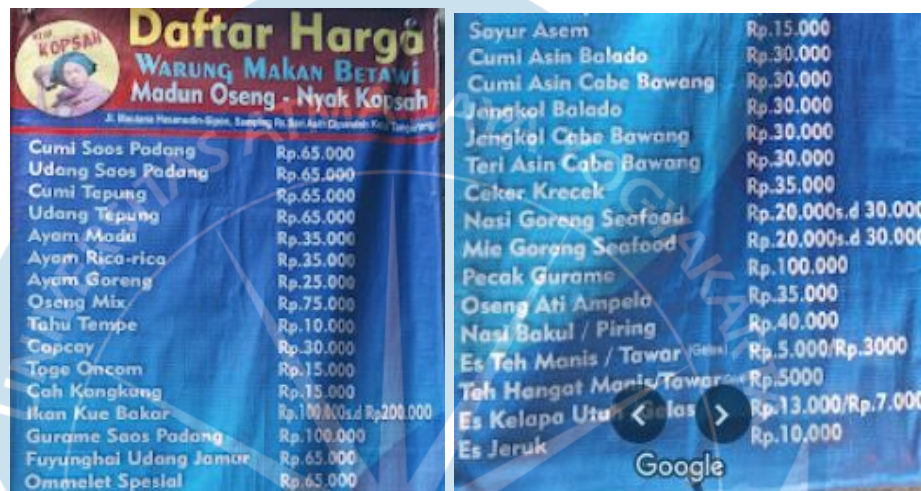 NYAK KOPSAH
Daftar Harga
WARUNG MAKAN BETAWI
Madun Oseng - Nyak Kopsah
Cumi Saos Padang Rp.65.000
Udang Saos Padang Rp.65.000
Cumi Tepung Rp.65.000
Udang Tepung Rp.65.000
Ayam Madu Rp.35.000
Ayam Rica-rica Rp.35.000
Ayam Goreng Rp.25.000
Oseng Mix Rp.75.000
Tahu Tempe Rp.10.000
Capcay Rp.30.000
Toge Oncom Rp.15.000
Cah Kangkung Rp.15.000
Ikan Kue Bakar Rp.100.000s.d Rp200.000
Gurame Saos Padang Rp.100.000
Fuyunghai Udang Jamur Rp.65.000
Ommelet Spesial Rp.65.000
Sayur Asem Rp.15.000
Cumi Asin Balado Rp.30.000
Cumi Asin Cabe Bawang Rp.30.000
Jengkol Balado Rp.30.000
Jengkol Cabe Bawang Rp.30.000
Teri Asin Cabe Bawang Rp.30.000
Ceker Krecek Rp.35.000
Nasi Goreng Seafood Rp.20.000s.d 30.000
Mie Goreng Seafood Rp.20.000s.d 30.000
Pecak Gurame Rp.100.000
Oseng Ati Ampela Rp.35.000
Nasi Bakul / Piring Rp.40.000
Es Teh Manis / Tawar (Gelas) Rp.5.000/Rp.3000
Teh Hangat Manis/Tawar Rp.5000
Es Kelapa Utuh Gelas Rp.13.000/Rp.7.000
Es Jeruk Rp.10.000
Google